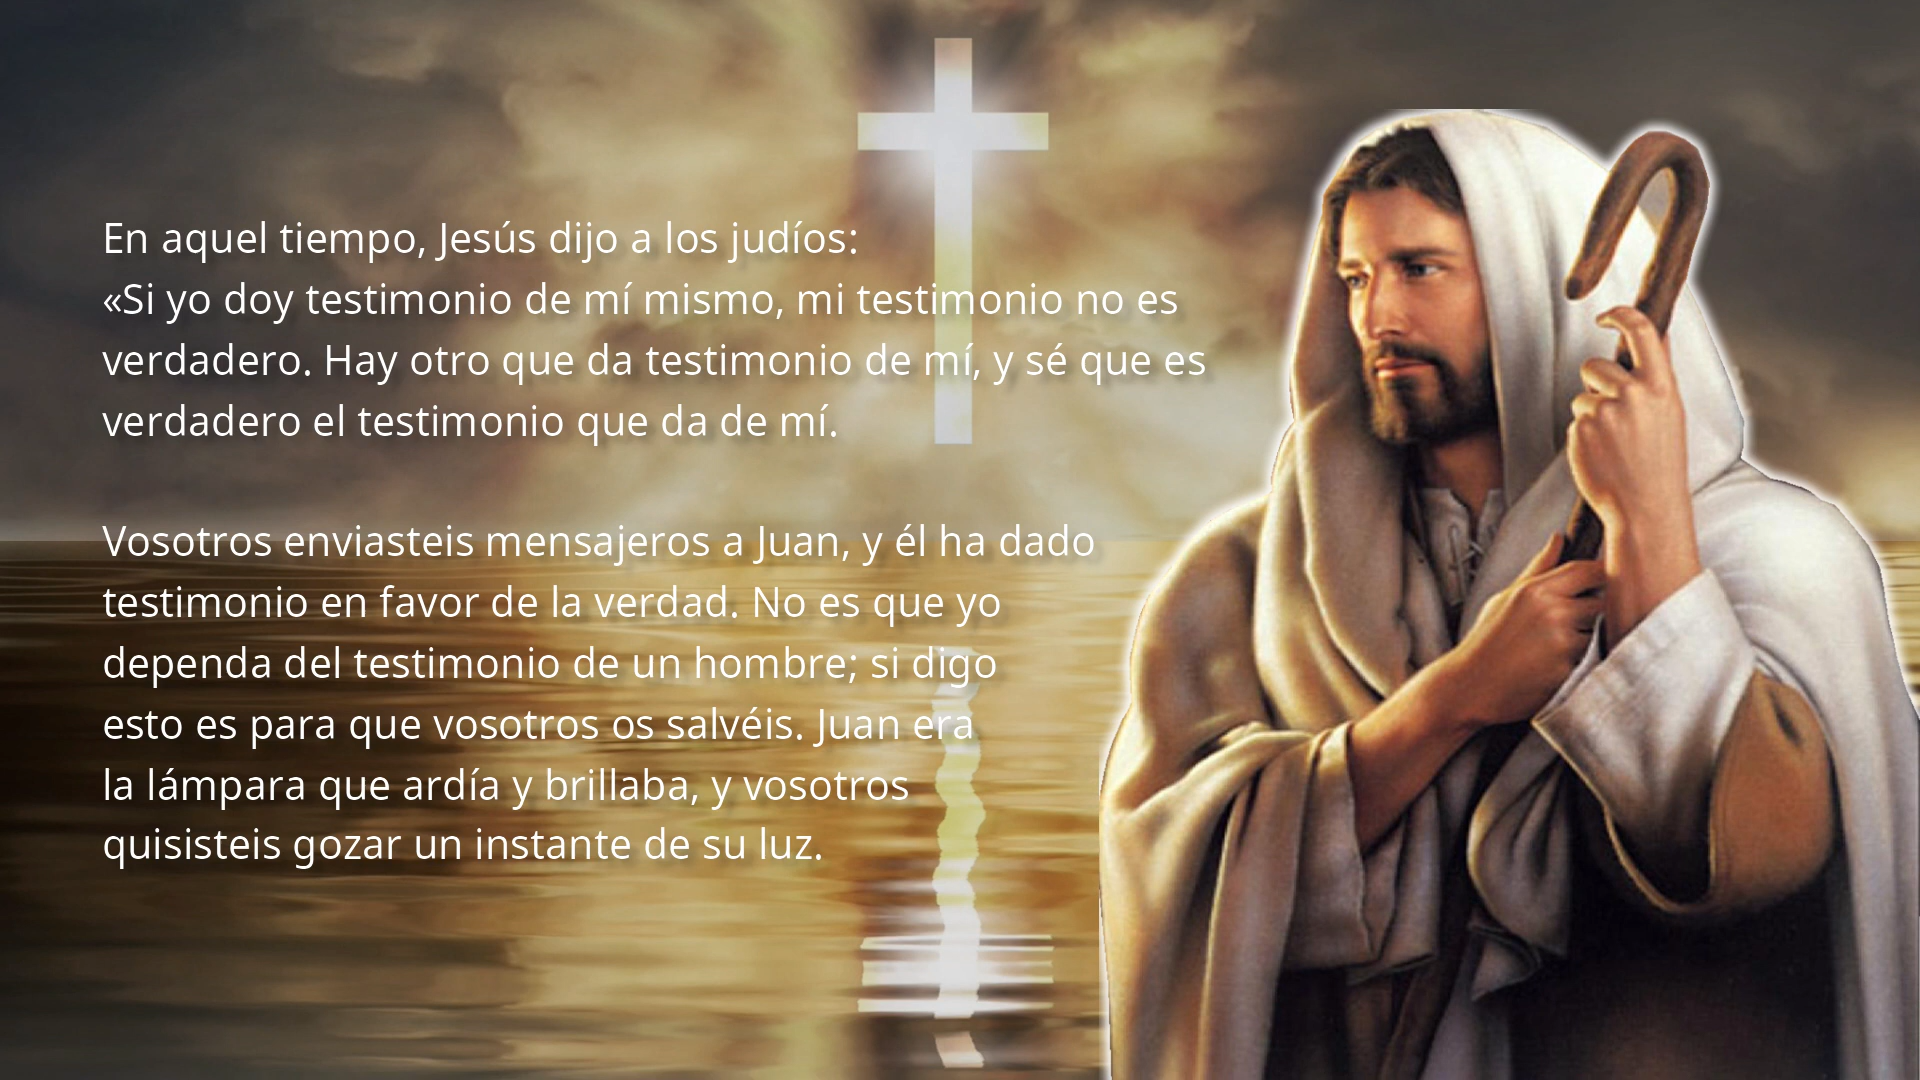 En aquel tiempo, Jesús dijo a los judíos:
«Si yo doy testimonio de mí mismo, mi testimonio no es
verdadero. Hay otro que da testimonio de mí, y sé que es
verdadero el testimonio que da de mí.
Vosotros enviasteis mensajeros a Juan, y él ha dado
testimonio en favor de la verdad. No es que yo
dependa del testimonio de un hombre; si digo
esto es para que vosotros os salvéis. Juan era
la lámpara que ardía y brillaba, y vosotros
quisisteis gozar un instante de su luz.